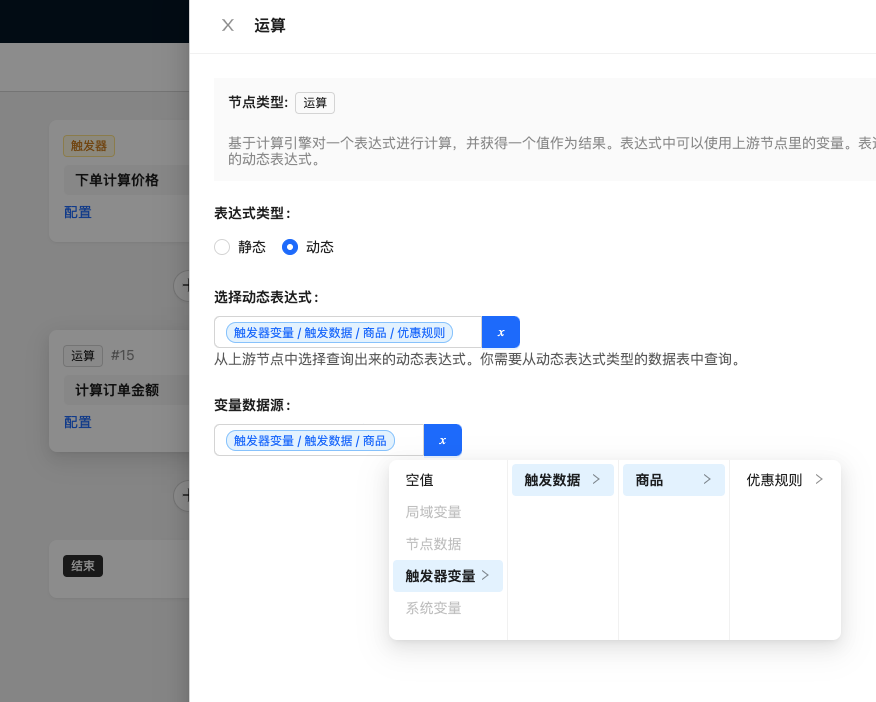 运算
节点类型: 运算
基于计算引擎对一个表达式进行计算，并获得一个值作为结果。表达式中可以使用上游节点里的变量。
的动态表达式。
触发器
下单计算价格
配置
表达式类型:
静态 动态
选择动态表达式:
触发器变量 / 触发数据 / 商品 / 优惠规则 x
从上游节点中选择查询出来的动态表达式。你需要从动态表达式类型的数据表中查询。
运算 #15
计算订单金额
配置
变量数据源:
触发器变量 / 触发数据 / 商品 x
空值 触发数据 商品 优惠规则
局域变量
节点数据
触发器变量
系统变量
结束